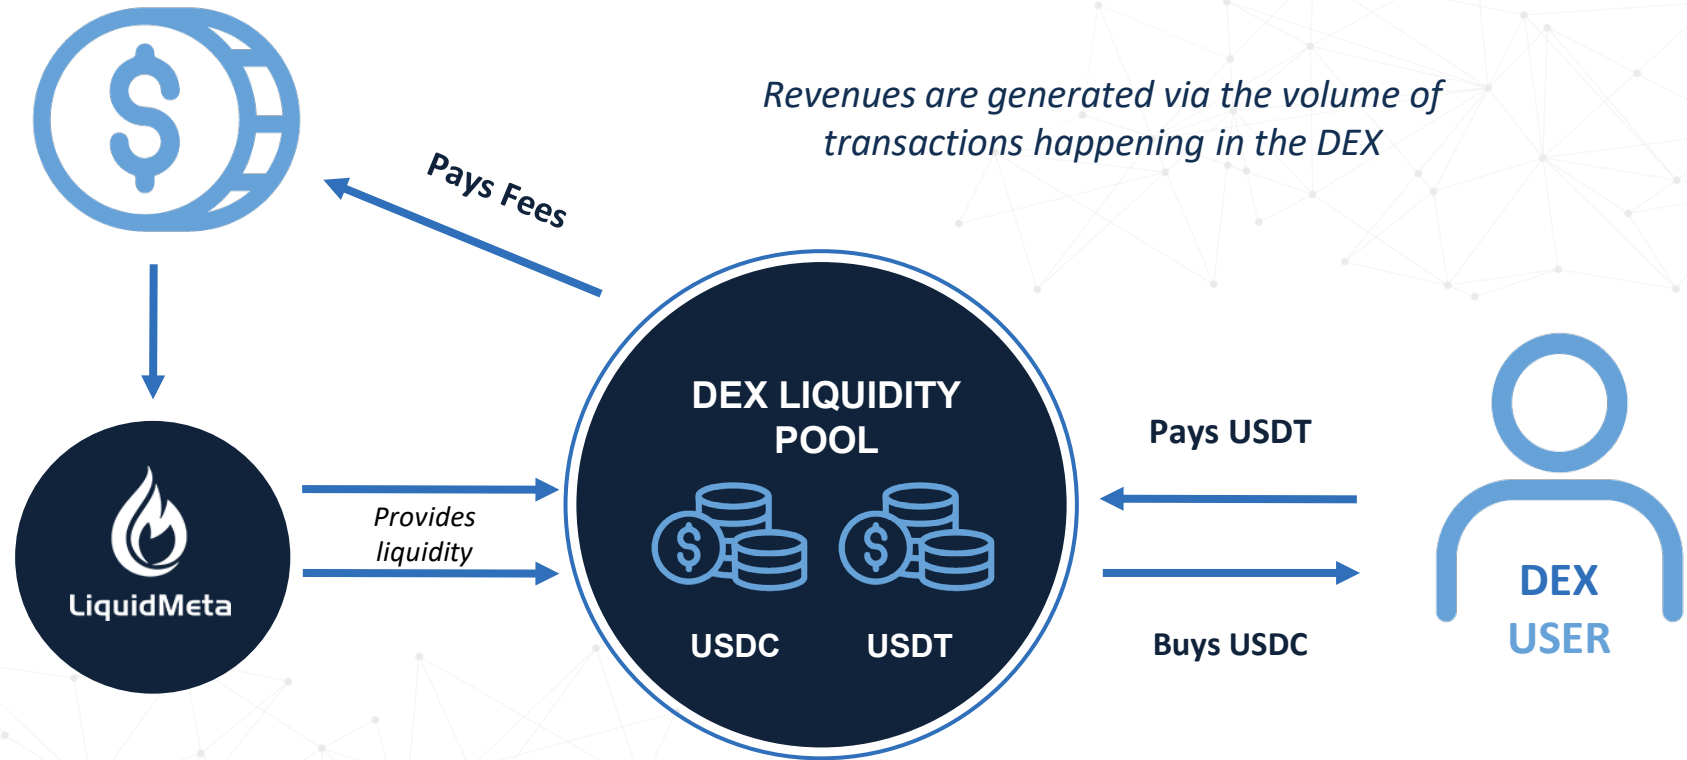 Revenues are generated via the volume of
transactions happening in the DEX
Pays Fees
DEX LIQUIDITY
POOL
Pays USDT
Provides
liquidity
LiquidMeta
DEX
USER
USDC
USDT
Buys USDC